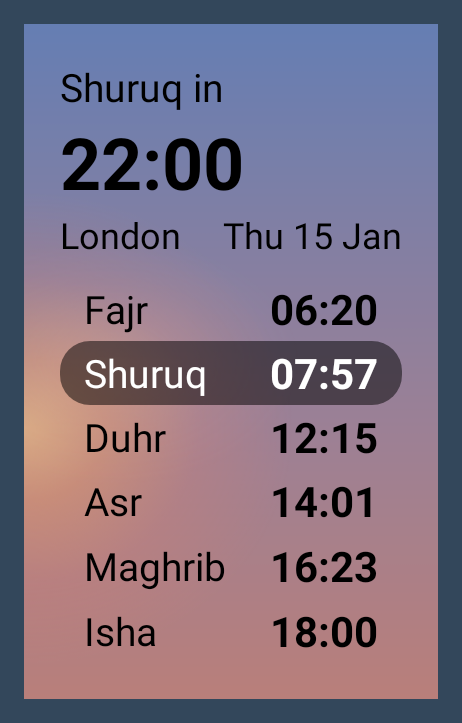 Shuruq in
22:00
London Thu 15 Jan
Fajr 06:20
Shuruq 07:57
Duhr 12:15
Asr 14:01
Maghrib 16:23
Isha 18:00